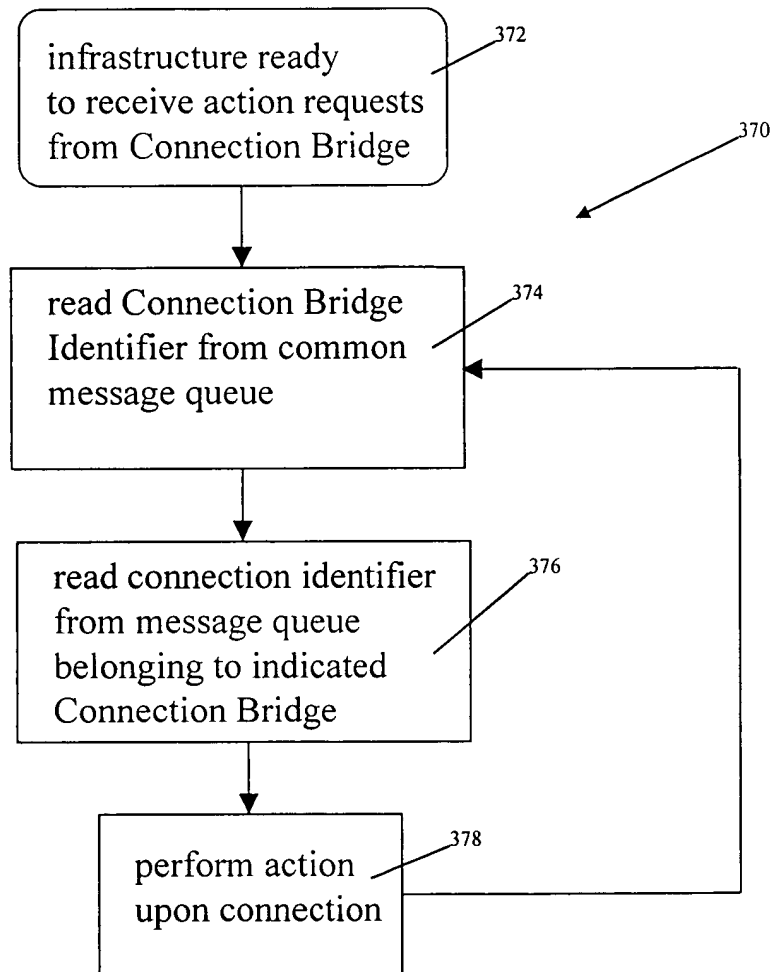 infrastructure ready
to receive action requests
from Connection Bridge
372
370
read Connection Bridge
Identifier from common
message queue
374
read connection identifier
from message queue
belonging to indicated
Connection Bridge
376
perform action
upon connection
378